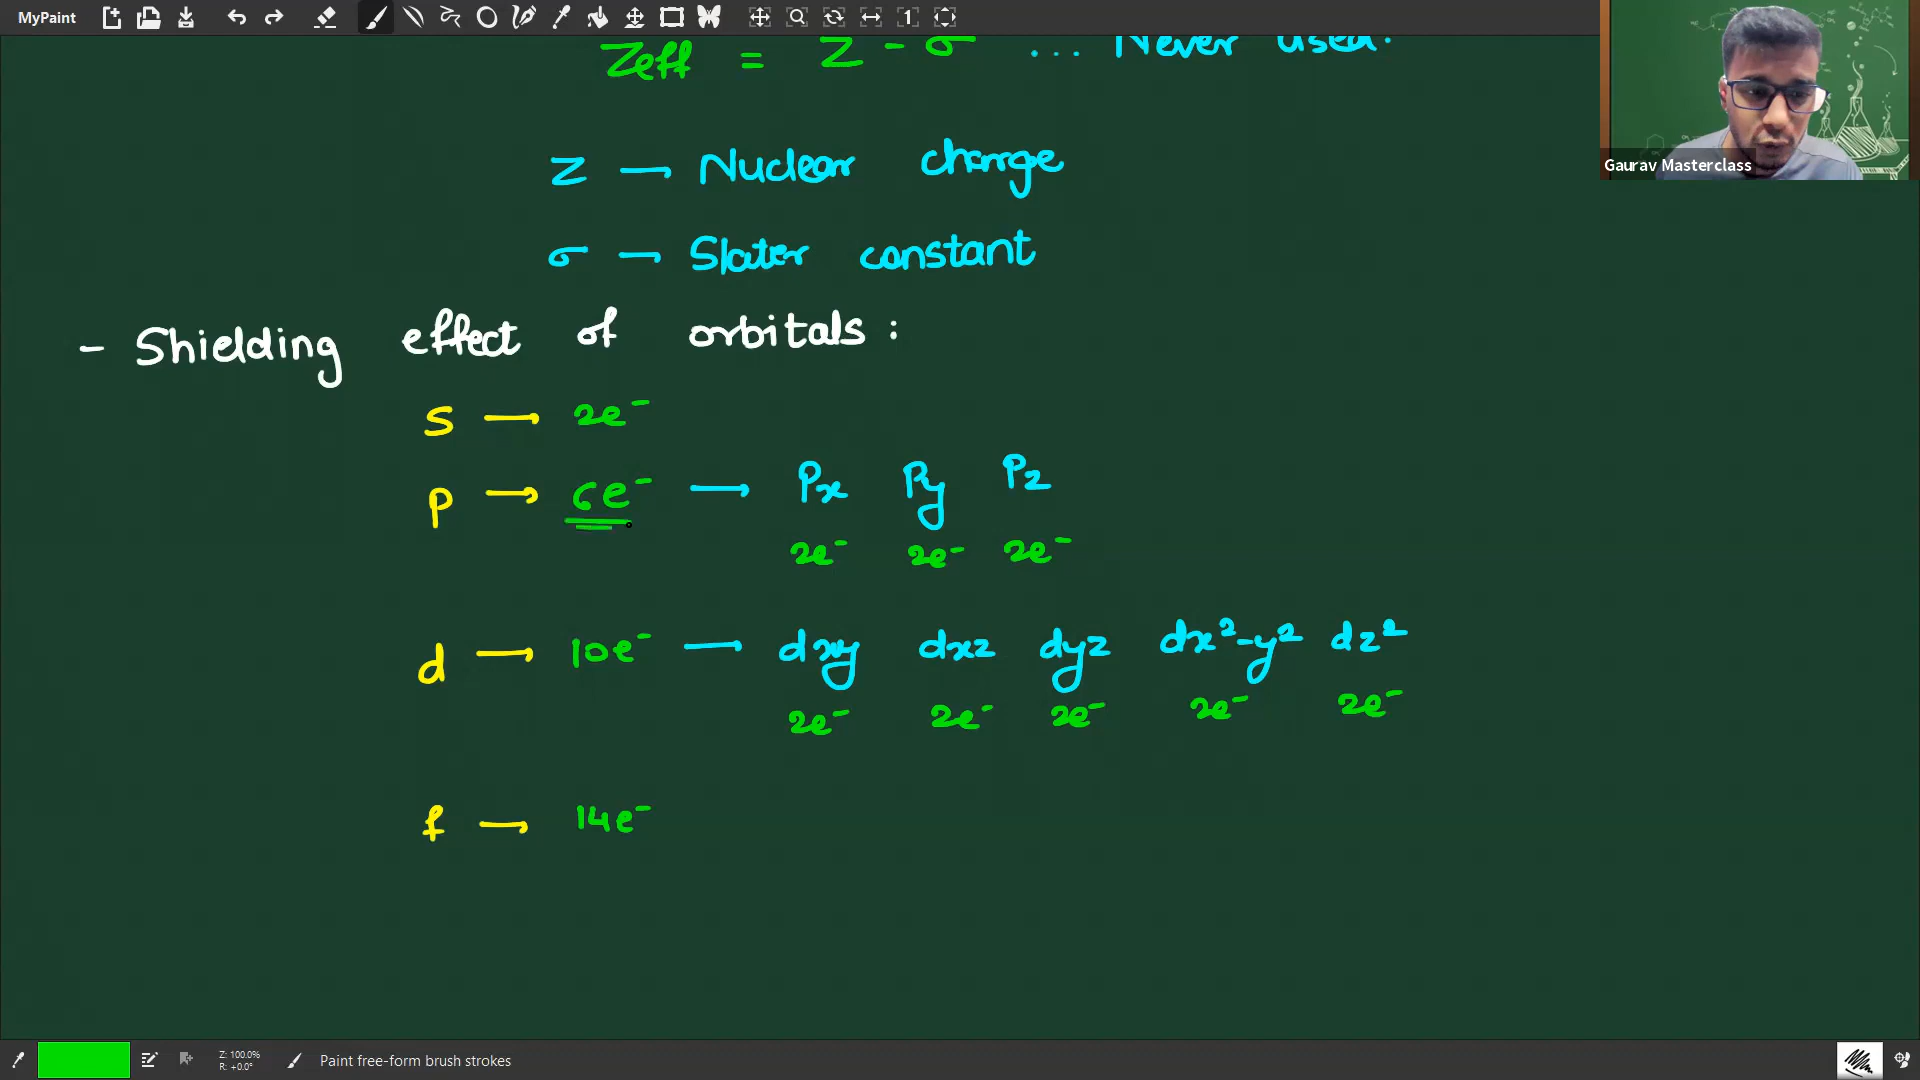 MyPaint
Zeff = Z - σ ... Never used.
Z → Nuclear charge
σ → Slater constant
Gaurav Masterclass
- Shielding effect of orbitals :
s → 2e⁻
p → 6e⁻ → Px Py Pz
2e⁻ 2e⁻ 2e⁻
d → 10e⁻ → dxy dxz dyz dx²-y² dz²
2e⁻ 2e⁻ 2e⁻ 2e⁻ 2e⁻
f → 14e⁻
Z: 100.0%
R: +0.0°
Paint free-form brush strokes